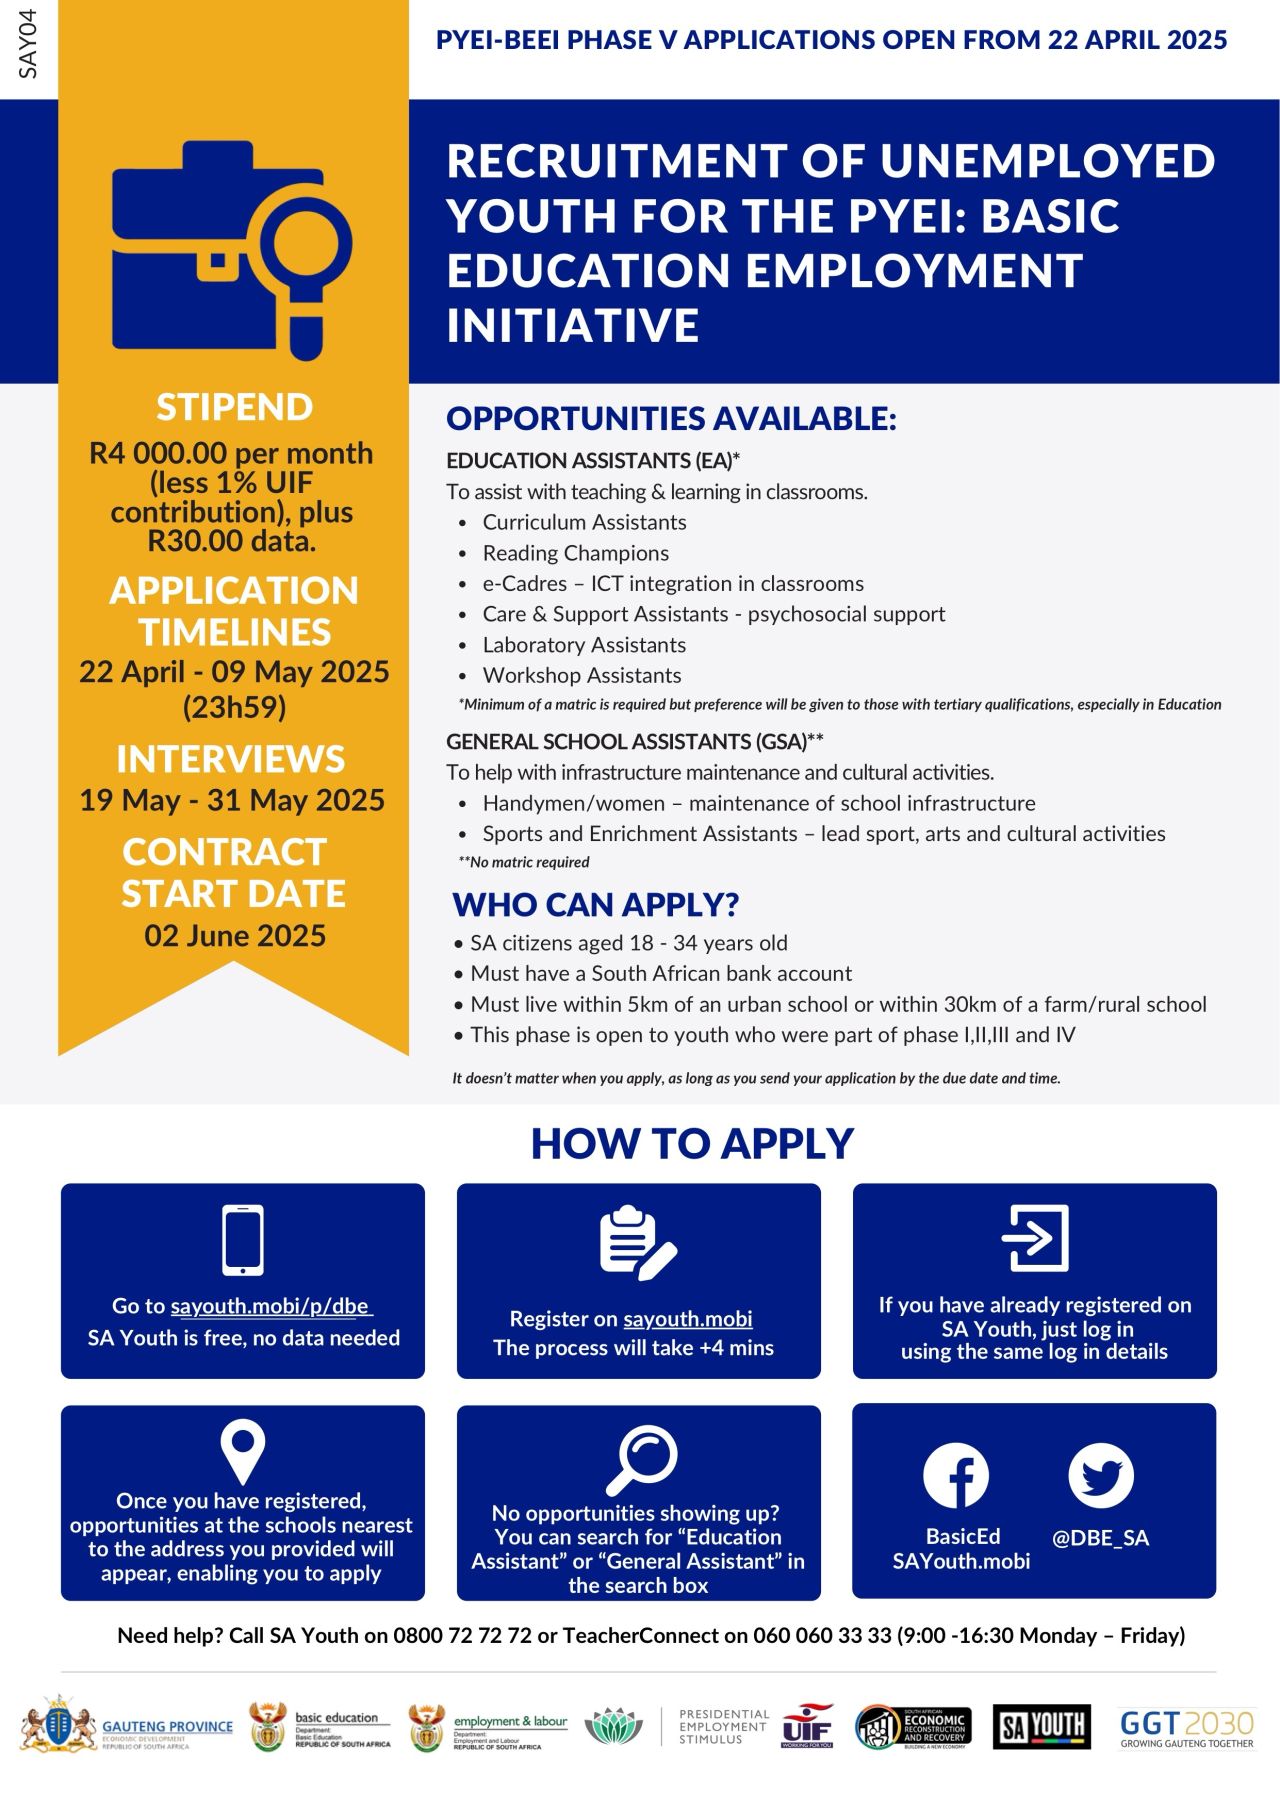 SAY04
PYEI-BEEI PHASE V APPLICATIONS OPEN FROM 22 APRIL 2025
RECRUITMENT OF UNEMPLOYED
YOUTH FOR THE PYEI: BASIC
EDUCATION EMPLOYMENT
INITIATIVE
STIPEND
R4 000.00 per month
(less 1% UIF
contribution), plus
R30.00 data.
APPLICATION
TIMELINES
22 April - 09 May 2025
(23h59)
INTERVIEWS
19 May - 31 May 2025
CONTRACT
START DATE
02 June 2025
OPPORTUNITIES AVAILABLE:
EDUCATION ASSISTANTS (EA)*
To assist with teaching & learning in classrooms.
• Curriculum Assistants
• Reading Champions
• e-Cadres – ICT integration in classrooms
• Care & Support Assistants - psychosocial support
• Laboratory Assistants
• Workshop Assistants
*Minimum of a matric is required but preference will be given to those with tertiary qualifications, especially in Education
GENERAL SCHOOL ASSISTANTS (GSA)**
To help with infrastructure maintenance and cultural activities.
• Handymen/women – maintenance of school infrastructure
• Sports and Enrichment Assistants – lead sport, arts and cultural activities
**No matric required
WHO CAN APPLY?
• SA citizens aged 18 - 34 years old
• Must have a South African bank account
• Must live within 5km of an urban school or within 30km of a farm/rural school
• This phase is open to youth who were part of phase I,II,III and IV
It doesn't matter when you apply, as long as you send your application by the due date and time.
HOW TO APPLY
Go to sayouth.mobi/p/dbe
SA Youth is free, no data needed
Register on sayouth.mobi
The process will take +4 mins
If you have already registered on
SA Youth, just log in
using the same log in details
Once you have registered,
opportunities at the schools nearest
to the address you provided will
appear, enabling you to apply
No opportunities showing up?
You can search for “Education
Assistant” or “General Assistant” in
the search box
BasicEd
SAYouth.mobi
@DBE_SA
Need help? Call SA Youth on 0800 72 72 72 or TeacherConnect on 060 060 33 33 (9:00 -16:30 Monday – Friday)
GAUTENG PROVINCE
ECONOMIC DEVELOPMENT
REPUBLIC OF SOUTH AFRICA
basic education
Department:
Basic Education
REPUBLIC OF SOUTH AFRICA
employment & labour
Department:
Employment and Labour
REPUBLIC OF SOUTH AFRICA
PRESIDENTIAL
EMPLOYMENT
STIMULUS
UIF
WORKING FOR YOU
SOUTH AFRICAN
ECONOMIC
RECONSTRUCTION
AND RECOVERY
BUILDING A NEW ECONOMY
SA YOUTH
GGT2030
GROWING GAUTENG TOGETHER